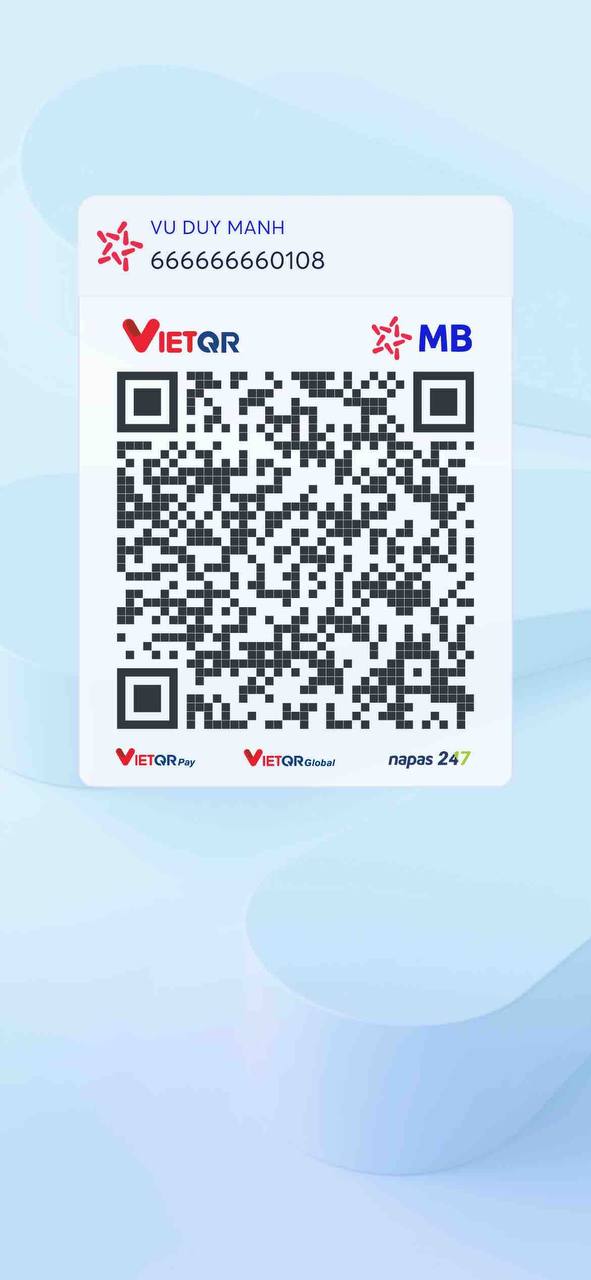 VU DUY MANH
666666660108
VIETQR
MB
VIETQR Pay
VIETQR Global
napas 247